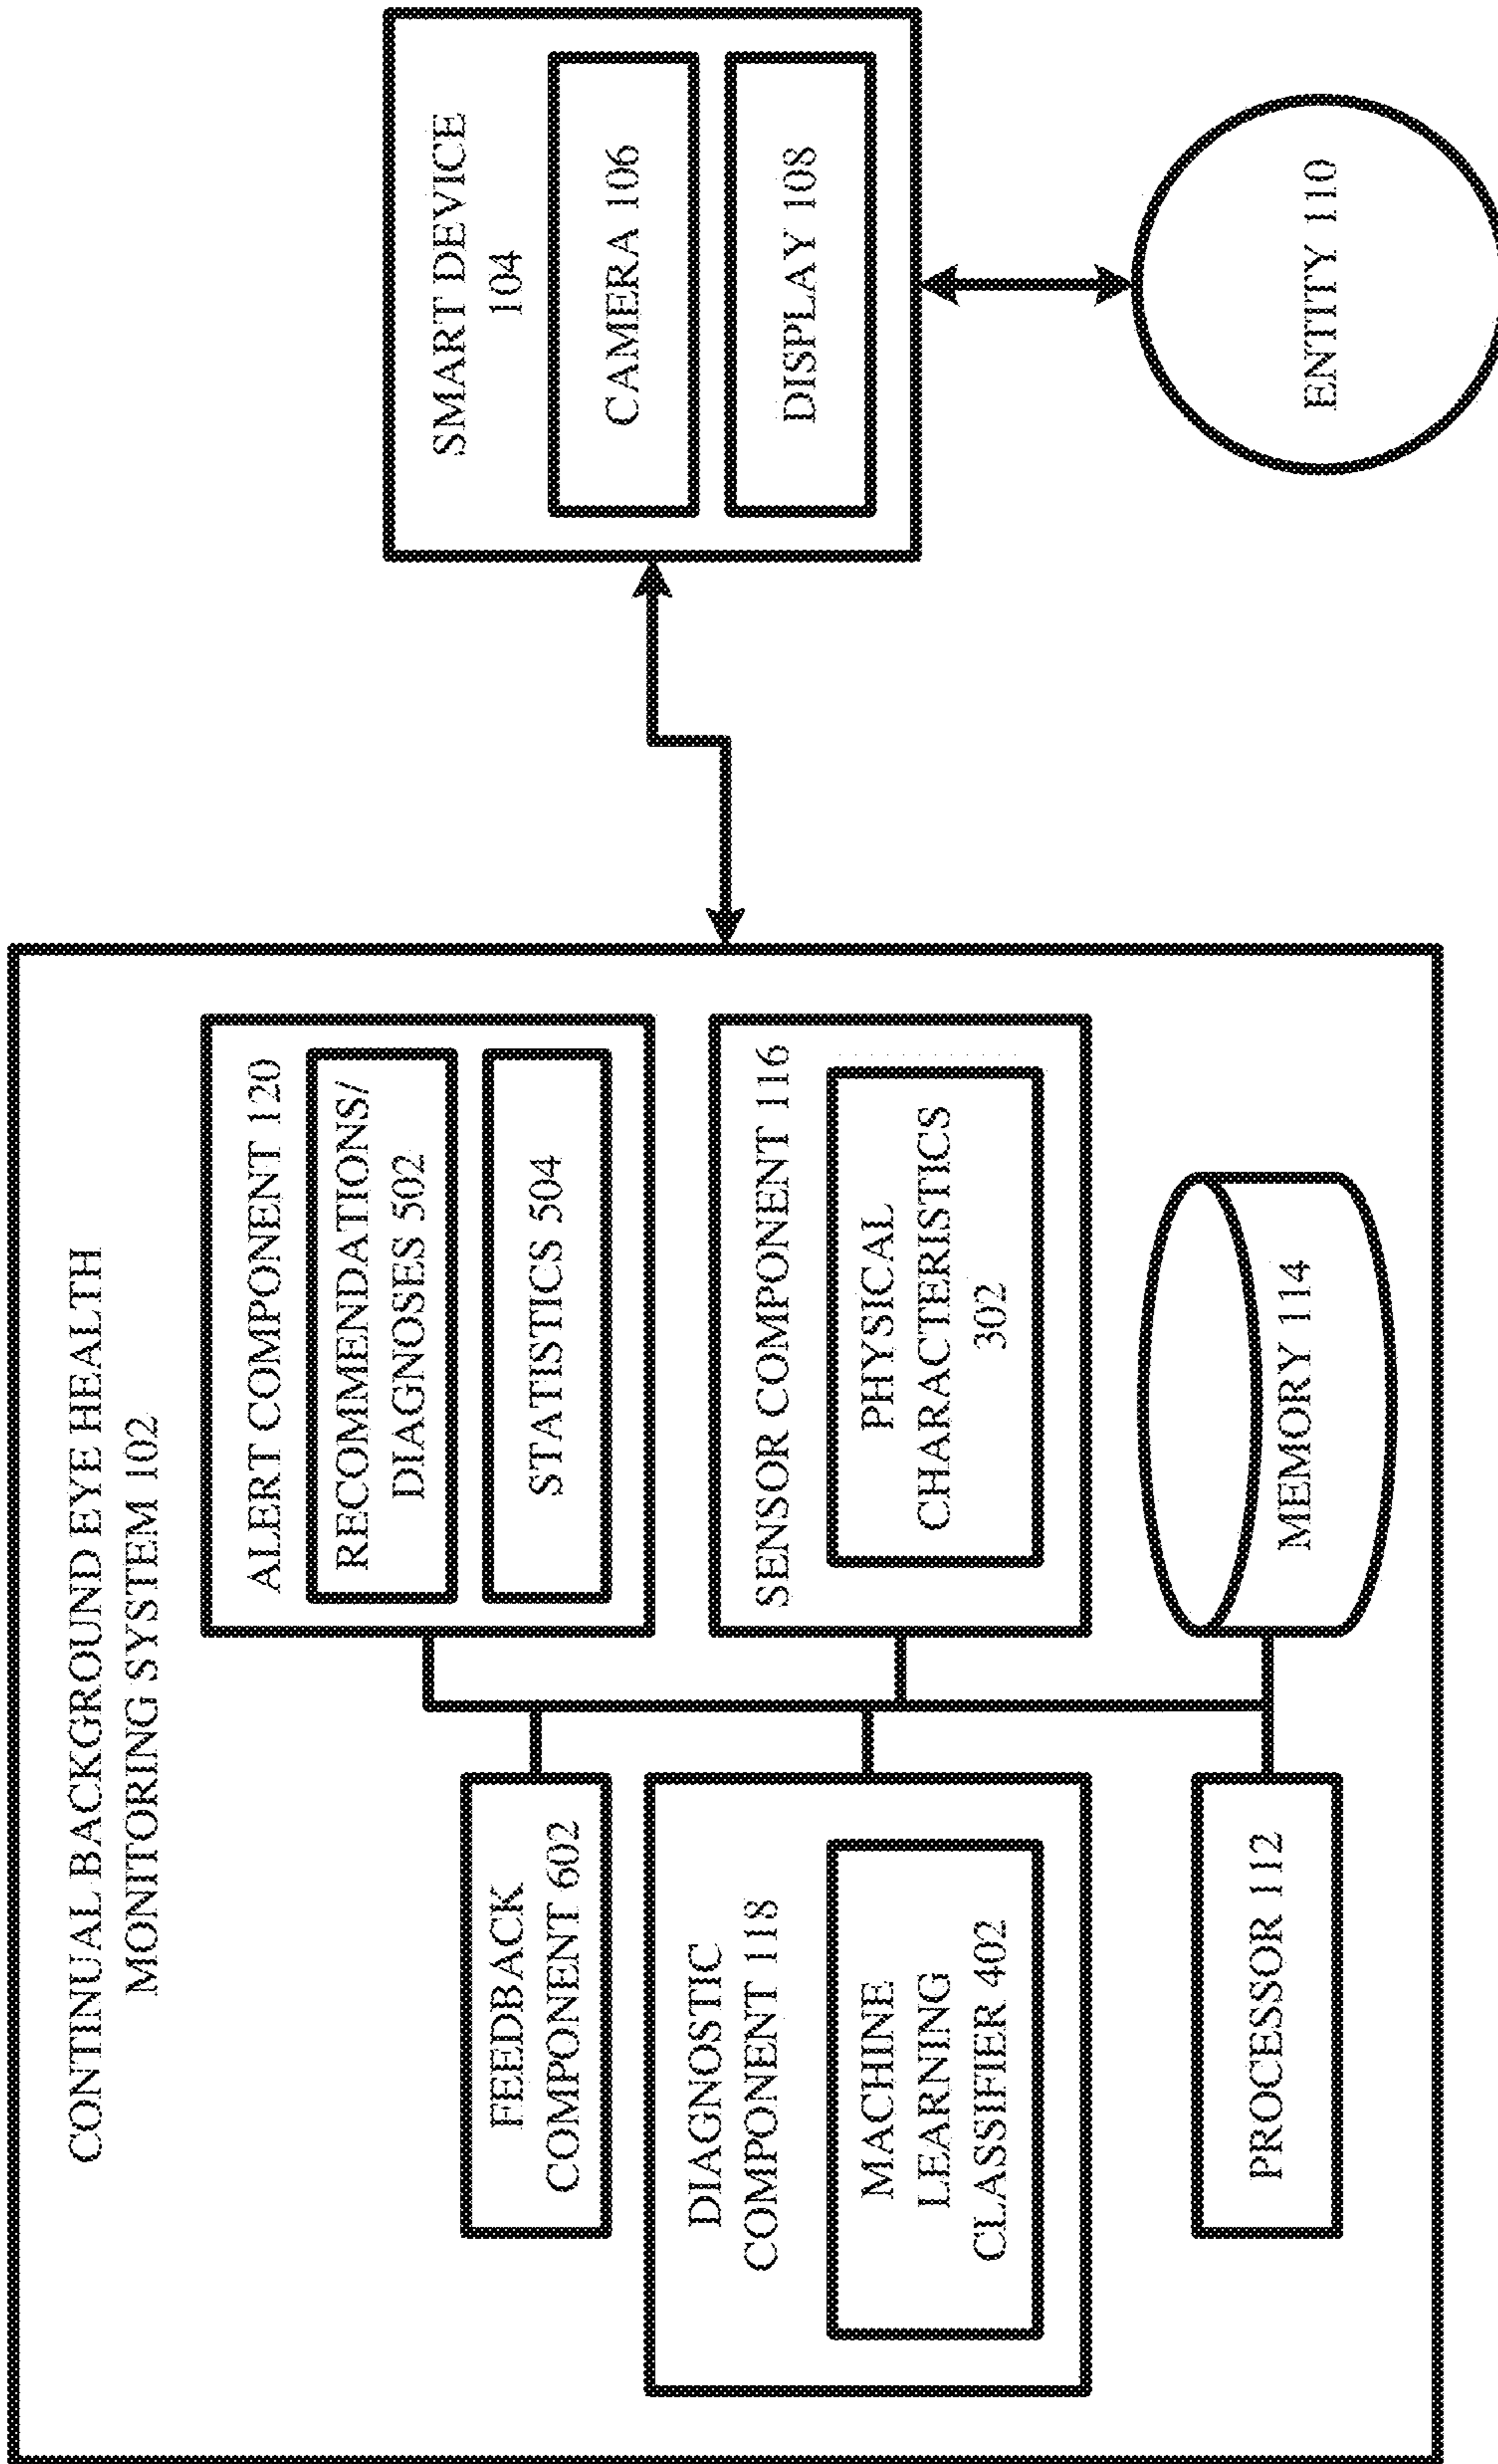 CONTINUAL BACKGROUND EYE HEALTH
MONITORING SYSTEM 102
FEEDBACK
COMPONENT 602
ALERT COMPONENT 120
RECOMMENDATIONS/
DIAGNOSES 502
STATISTICS 504
DIAGNOSTIC
COMPONENT 118
MACHINE
LEARNING
CLASSIFIER 402
SENSOR COMPONENT 116
PHYSICAL
CHARACTERISTICS
302
PROCESSOR 112
MEMORY 114
SMART DEVICE
104
CAMERA 106
DISPLAY 108
ENTITY 110